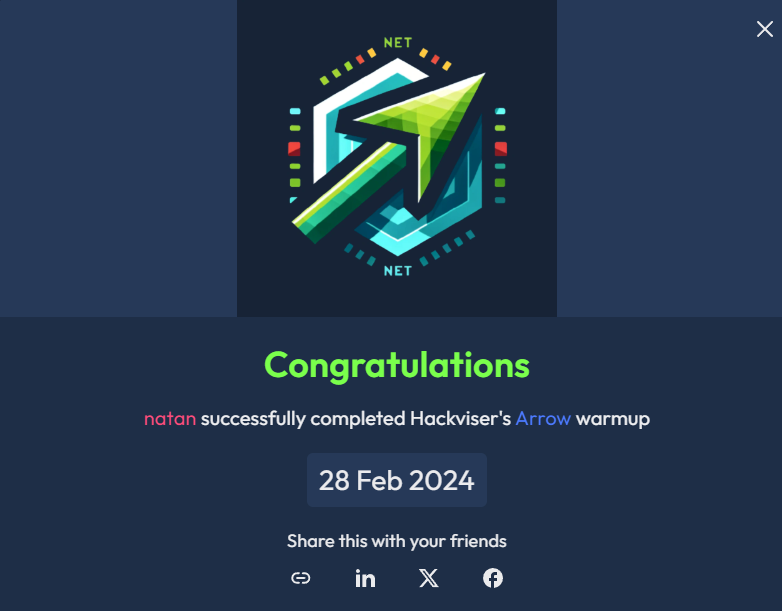 NET
NET
Congratulations
natan successfully completed Hackviser's Arrow warmup
28 Feb 2024
Share this with your friends